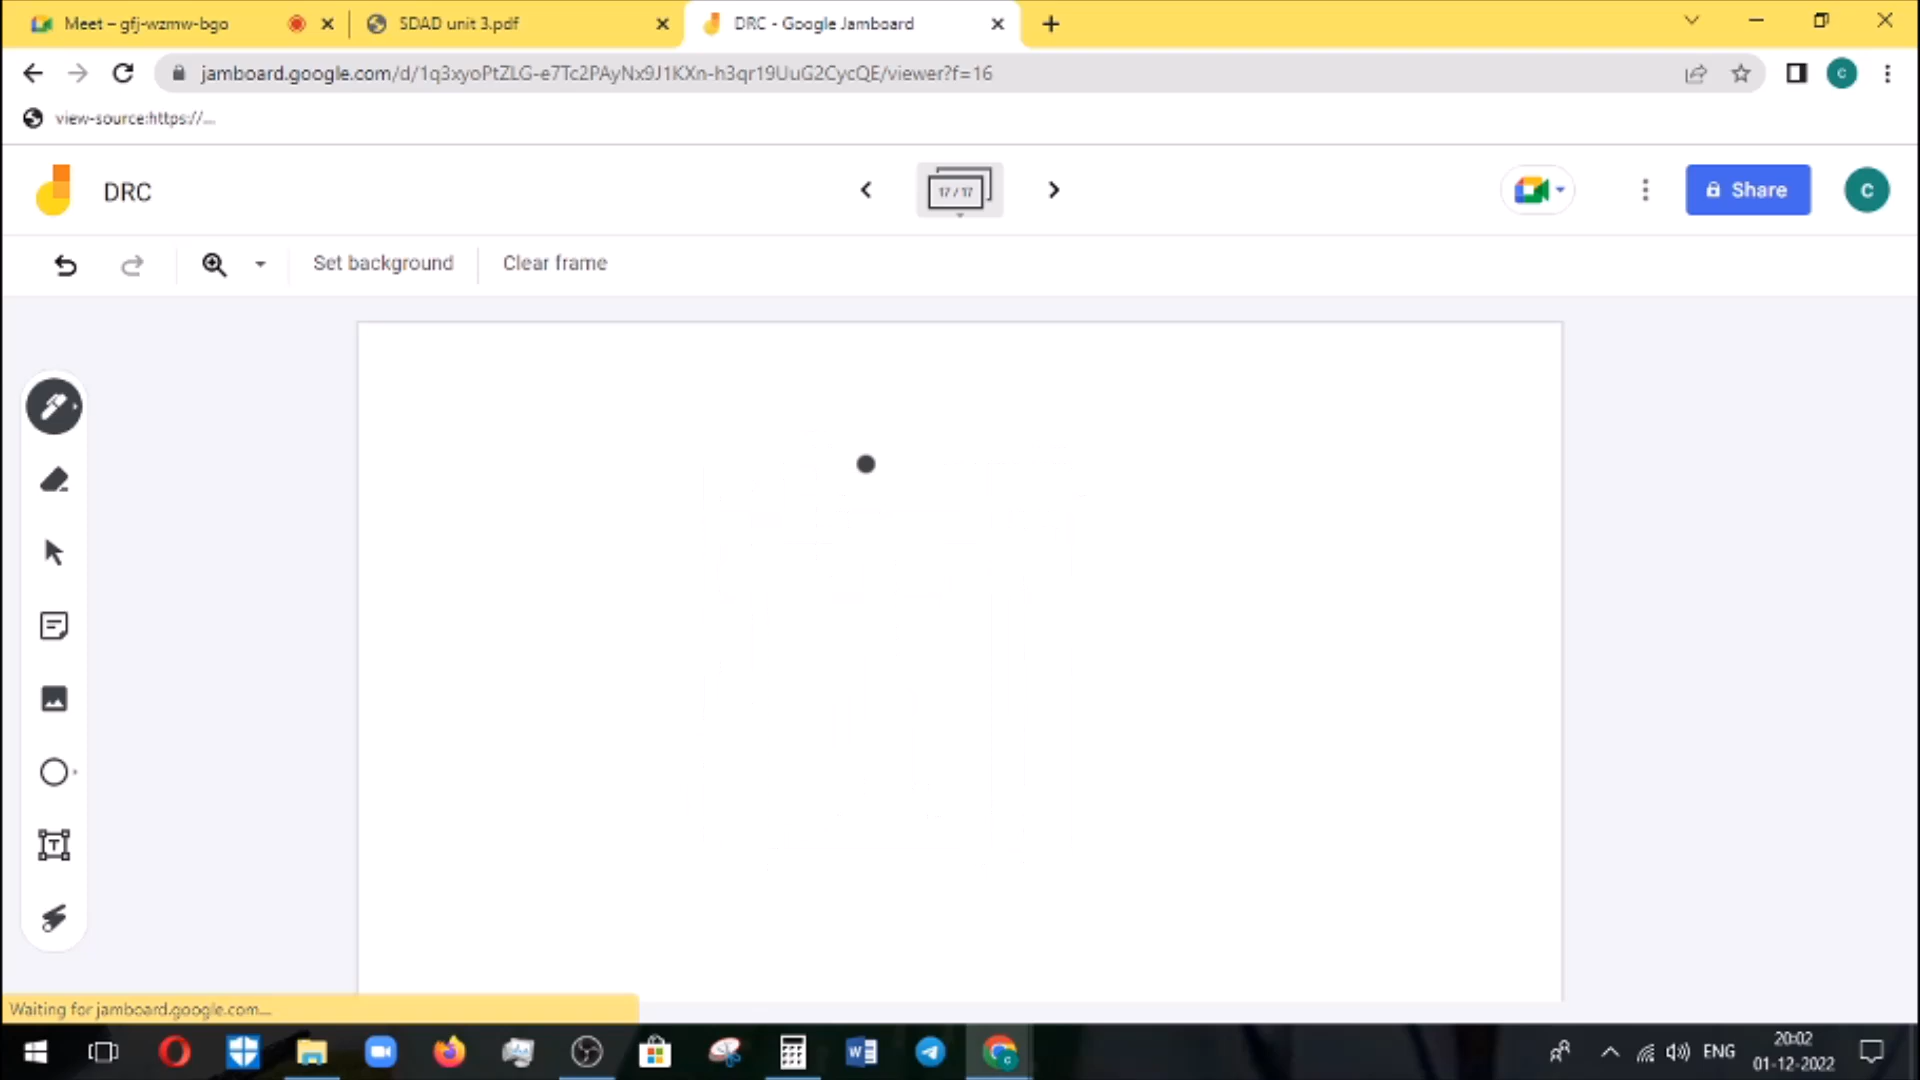 Meet – gfj-wzmw-bgo
SDAD unit 3.pdf
DRC - Google Jamboard
jamboard.google.com/d/1q3xyoPtZLG-e7Tc2PAyNx9J1KXn-h3qr19UuG2CycQE/viewer?f=16
C
view-source:https://...
DRC
17 / 17
Share
C
Set background
Clear frame
Waiting for jamboard.google.com...
ENG
20:02
01-12-2022